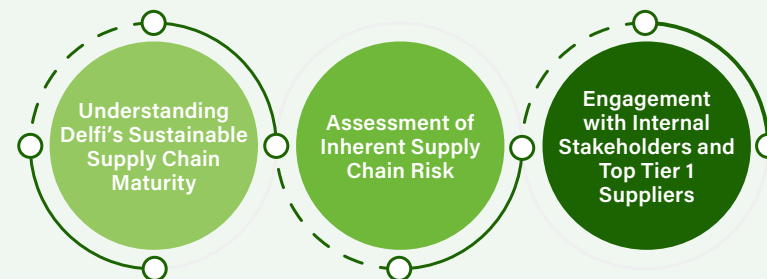 Understanding
Delfi's Sustainable
Supply Chain
Maturity
Assessment of
Inherent Supply
Chain Risk
Engagement
with Internal
Stakeholders and
Top Tier 1
Suppliers